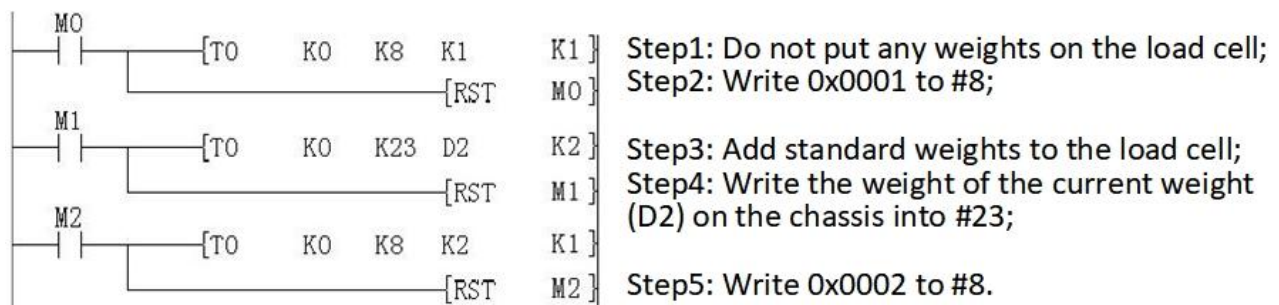 M0
[TO K0 K8 K1 K1] Step1: Do not put any weights on the load cell;
[RST M0] Step2: Write 0x0001 to #8;
M1
[TO K0 K23 D2 K2] Step3: Add standard weights to the load cell;
[RST M1] Step4: Write the weight of the current weight
(D2) on the chassis into #23;
M2
[TO K0 K8 K2 K1]
[RST M2] Step5: Write 0x0002 to #8.